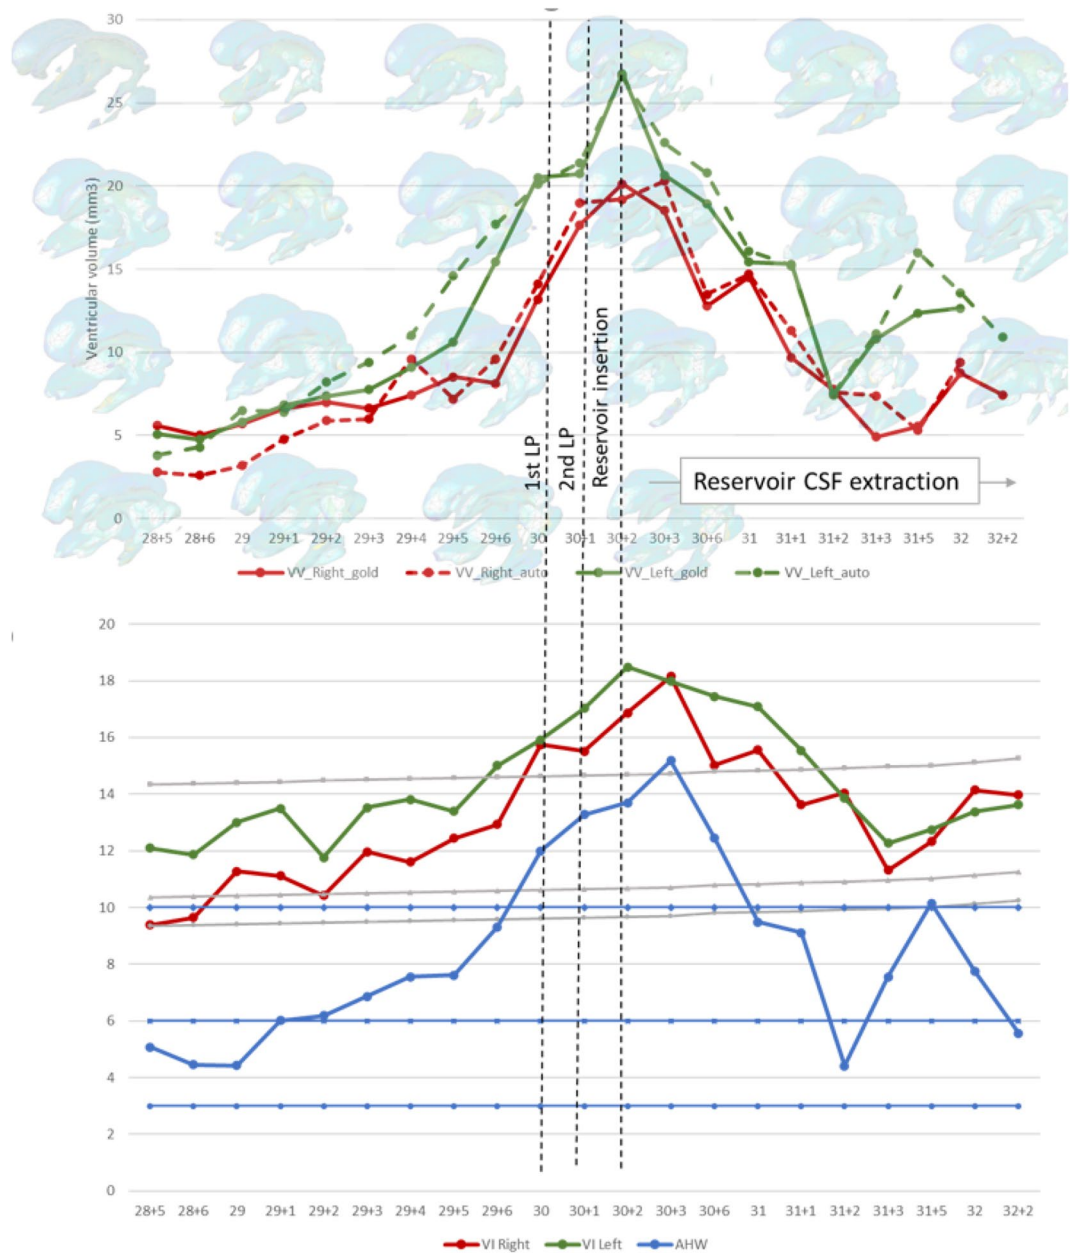 30
25
20
15
10
5
0
Ventricular volume (mm3)
1st LP
2nd LP
Reservoir insertion
Reservoir CSF extraction
28+5 28+6 29 29+1 29+2 29+3 29+4 29+5 29+6 30 30+1 30+2 30+3 30+6 31 31+1 31+2 31+3 31+5 32 32+2
VV_Right_gold VV_Right_auto VV_Left_gold VV_Left_auto
20
18
16
14
12
10
8
6
4
2
0
28+5 28+6 29 29+1 29+2 29+3 29+4 29+5 29+6 30 30+1 30+2 30+3 30+6 31 31+1 31+2 31+3 31+5 32 32+2
VI Right VI Left AHW